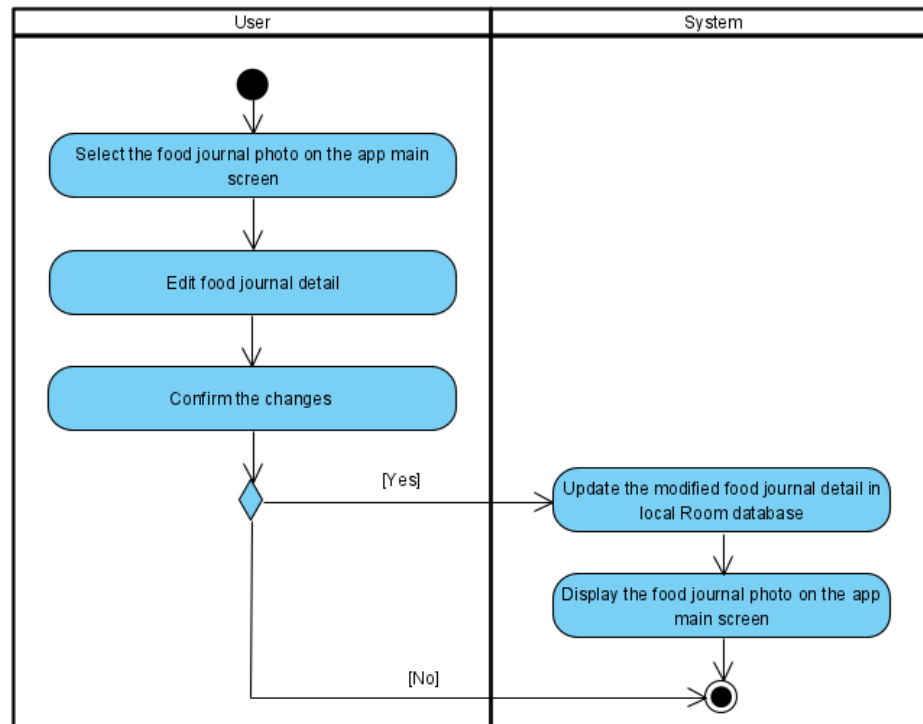 User
System
Select the food journal photo on the app main
screen
Edit food journal detail
Confirm the changes
[Yes]
Update the modified food journal detail in
local Room database
Display the food journal photo on the app
main screen
[No]